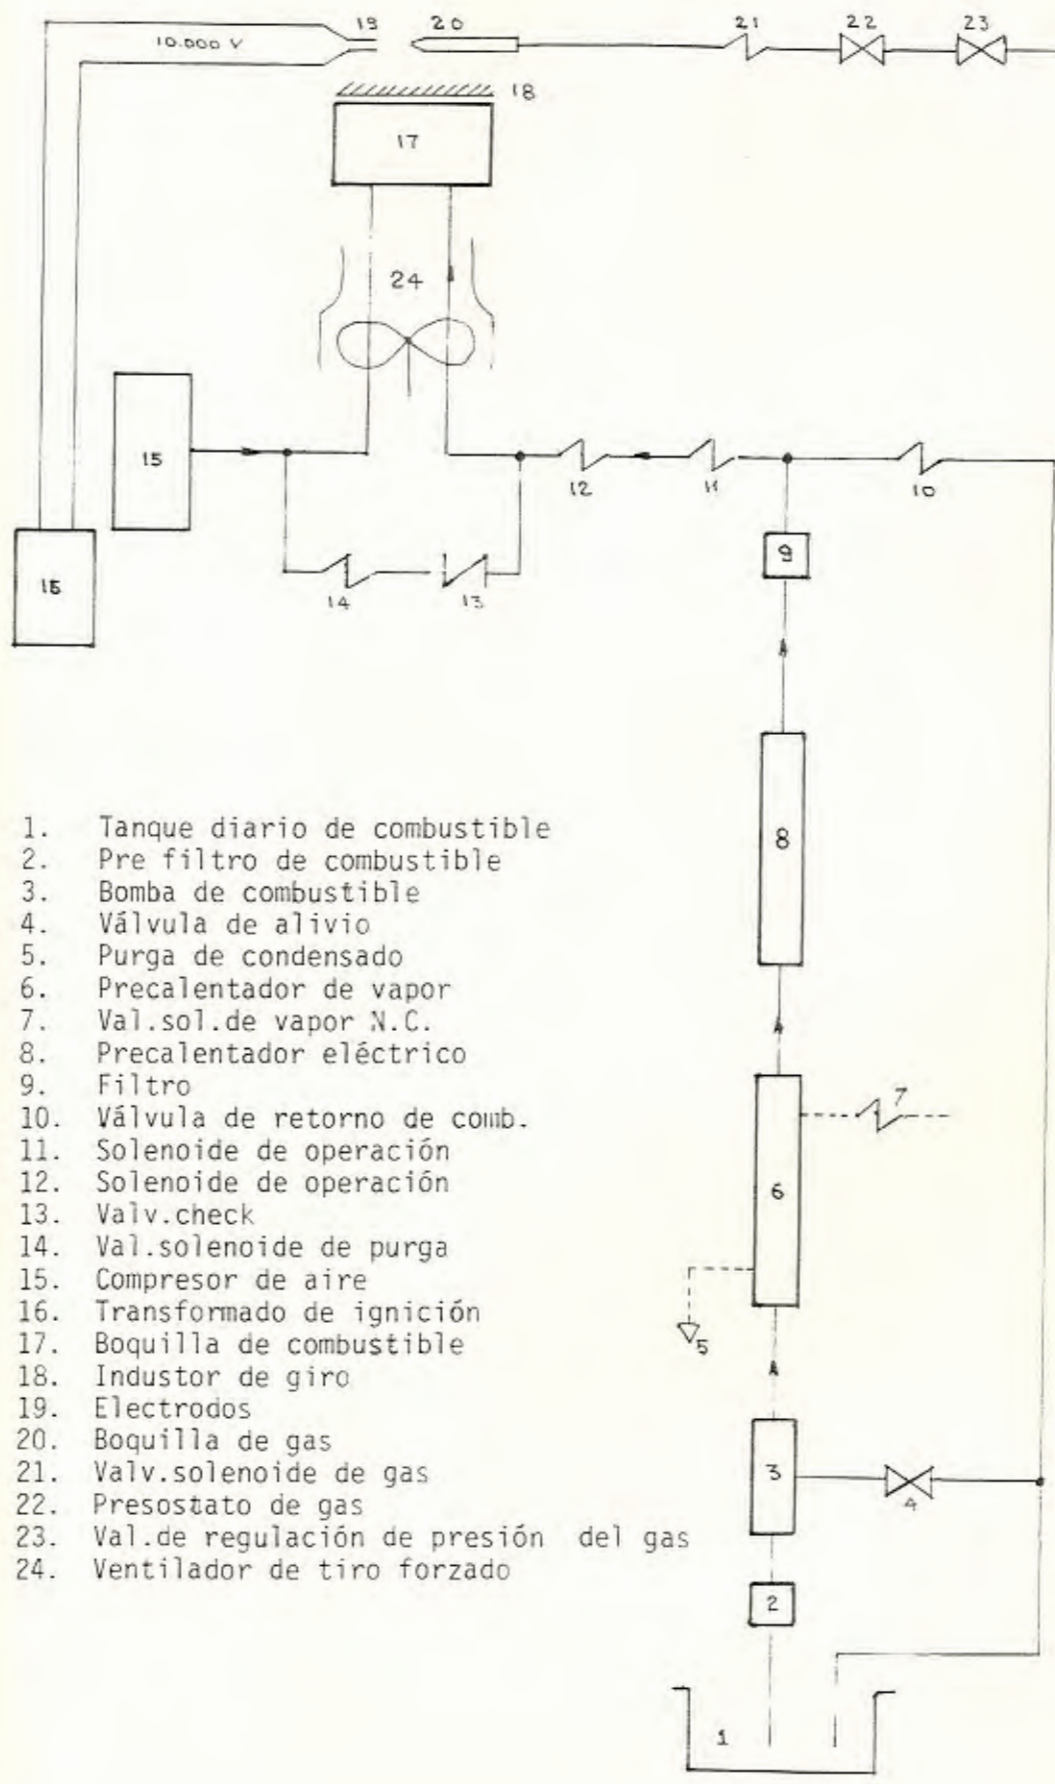 19 20 21 22 23
10.000 V
18
17
24
15
12 11 10
9
15
14 13
8
7
6
5
3
4
2
1
1. Tanque diario de combustible
2. Pre filtro de combustible
3. Bomba de combustible
4. Válvula de alivio
5. Purga de condensado
6. Precalentador de vapor
7. Val.sol.de vapor N.C.
8. Precalentador eléctrico
9. Filtro
10. Válvula de retorno de comb.
11. Solenoide de operación
12. Solenoide de operación
13. Valv.check
14. Val.solenoide de purga
15. Compresor de aire
16. Transformado de ignición
17. Boquilla de combustible
18. Industor de giro
19. Electrodos
20. Boquilla de gas
21. Valv.solenoide de gas
22. Presostato de gas
23. Val.de regulación de presión del gas
24. Ventilador de tiro forzado